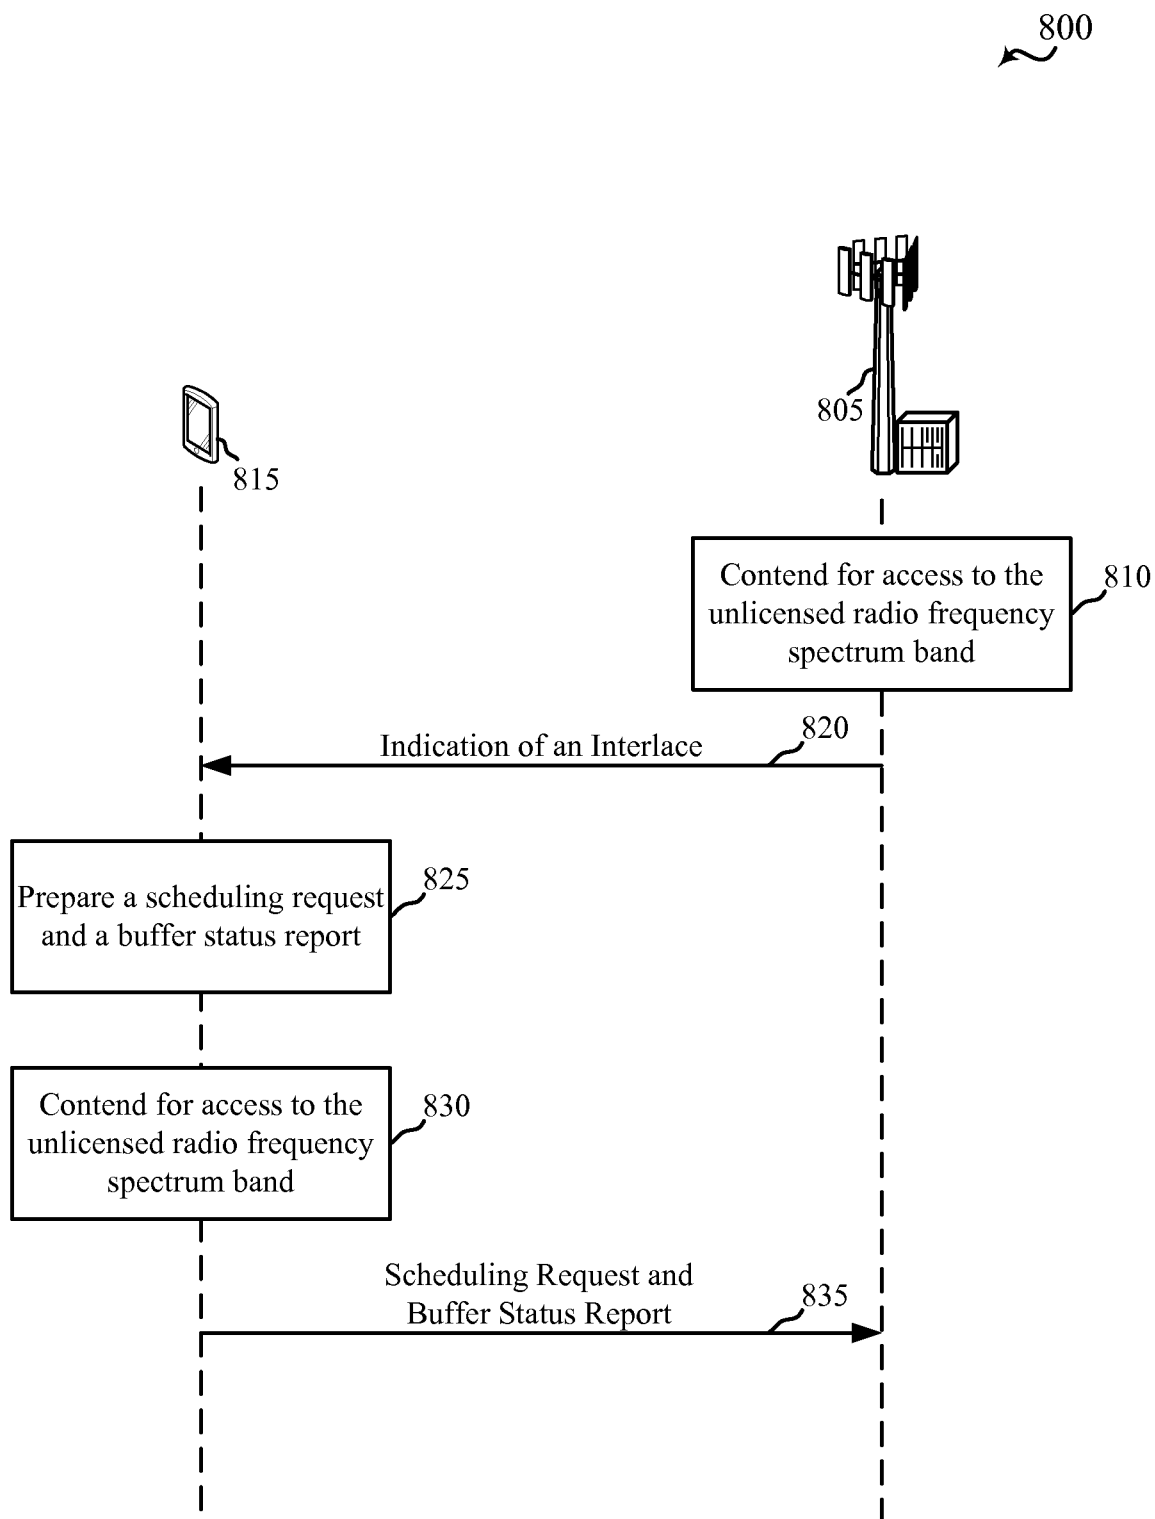 800
805
815
Contend for access to the
unlicensed radio frequency
spectrum band
810
820
Indication of an Interlace
Prepare a scheduling request
and a buffer status report
825
Contend for access to the
unlicensed radio frequency
spectrum band
830
Scheduling Request and
Buffer Status Report
835